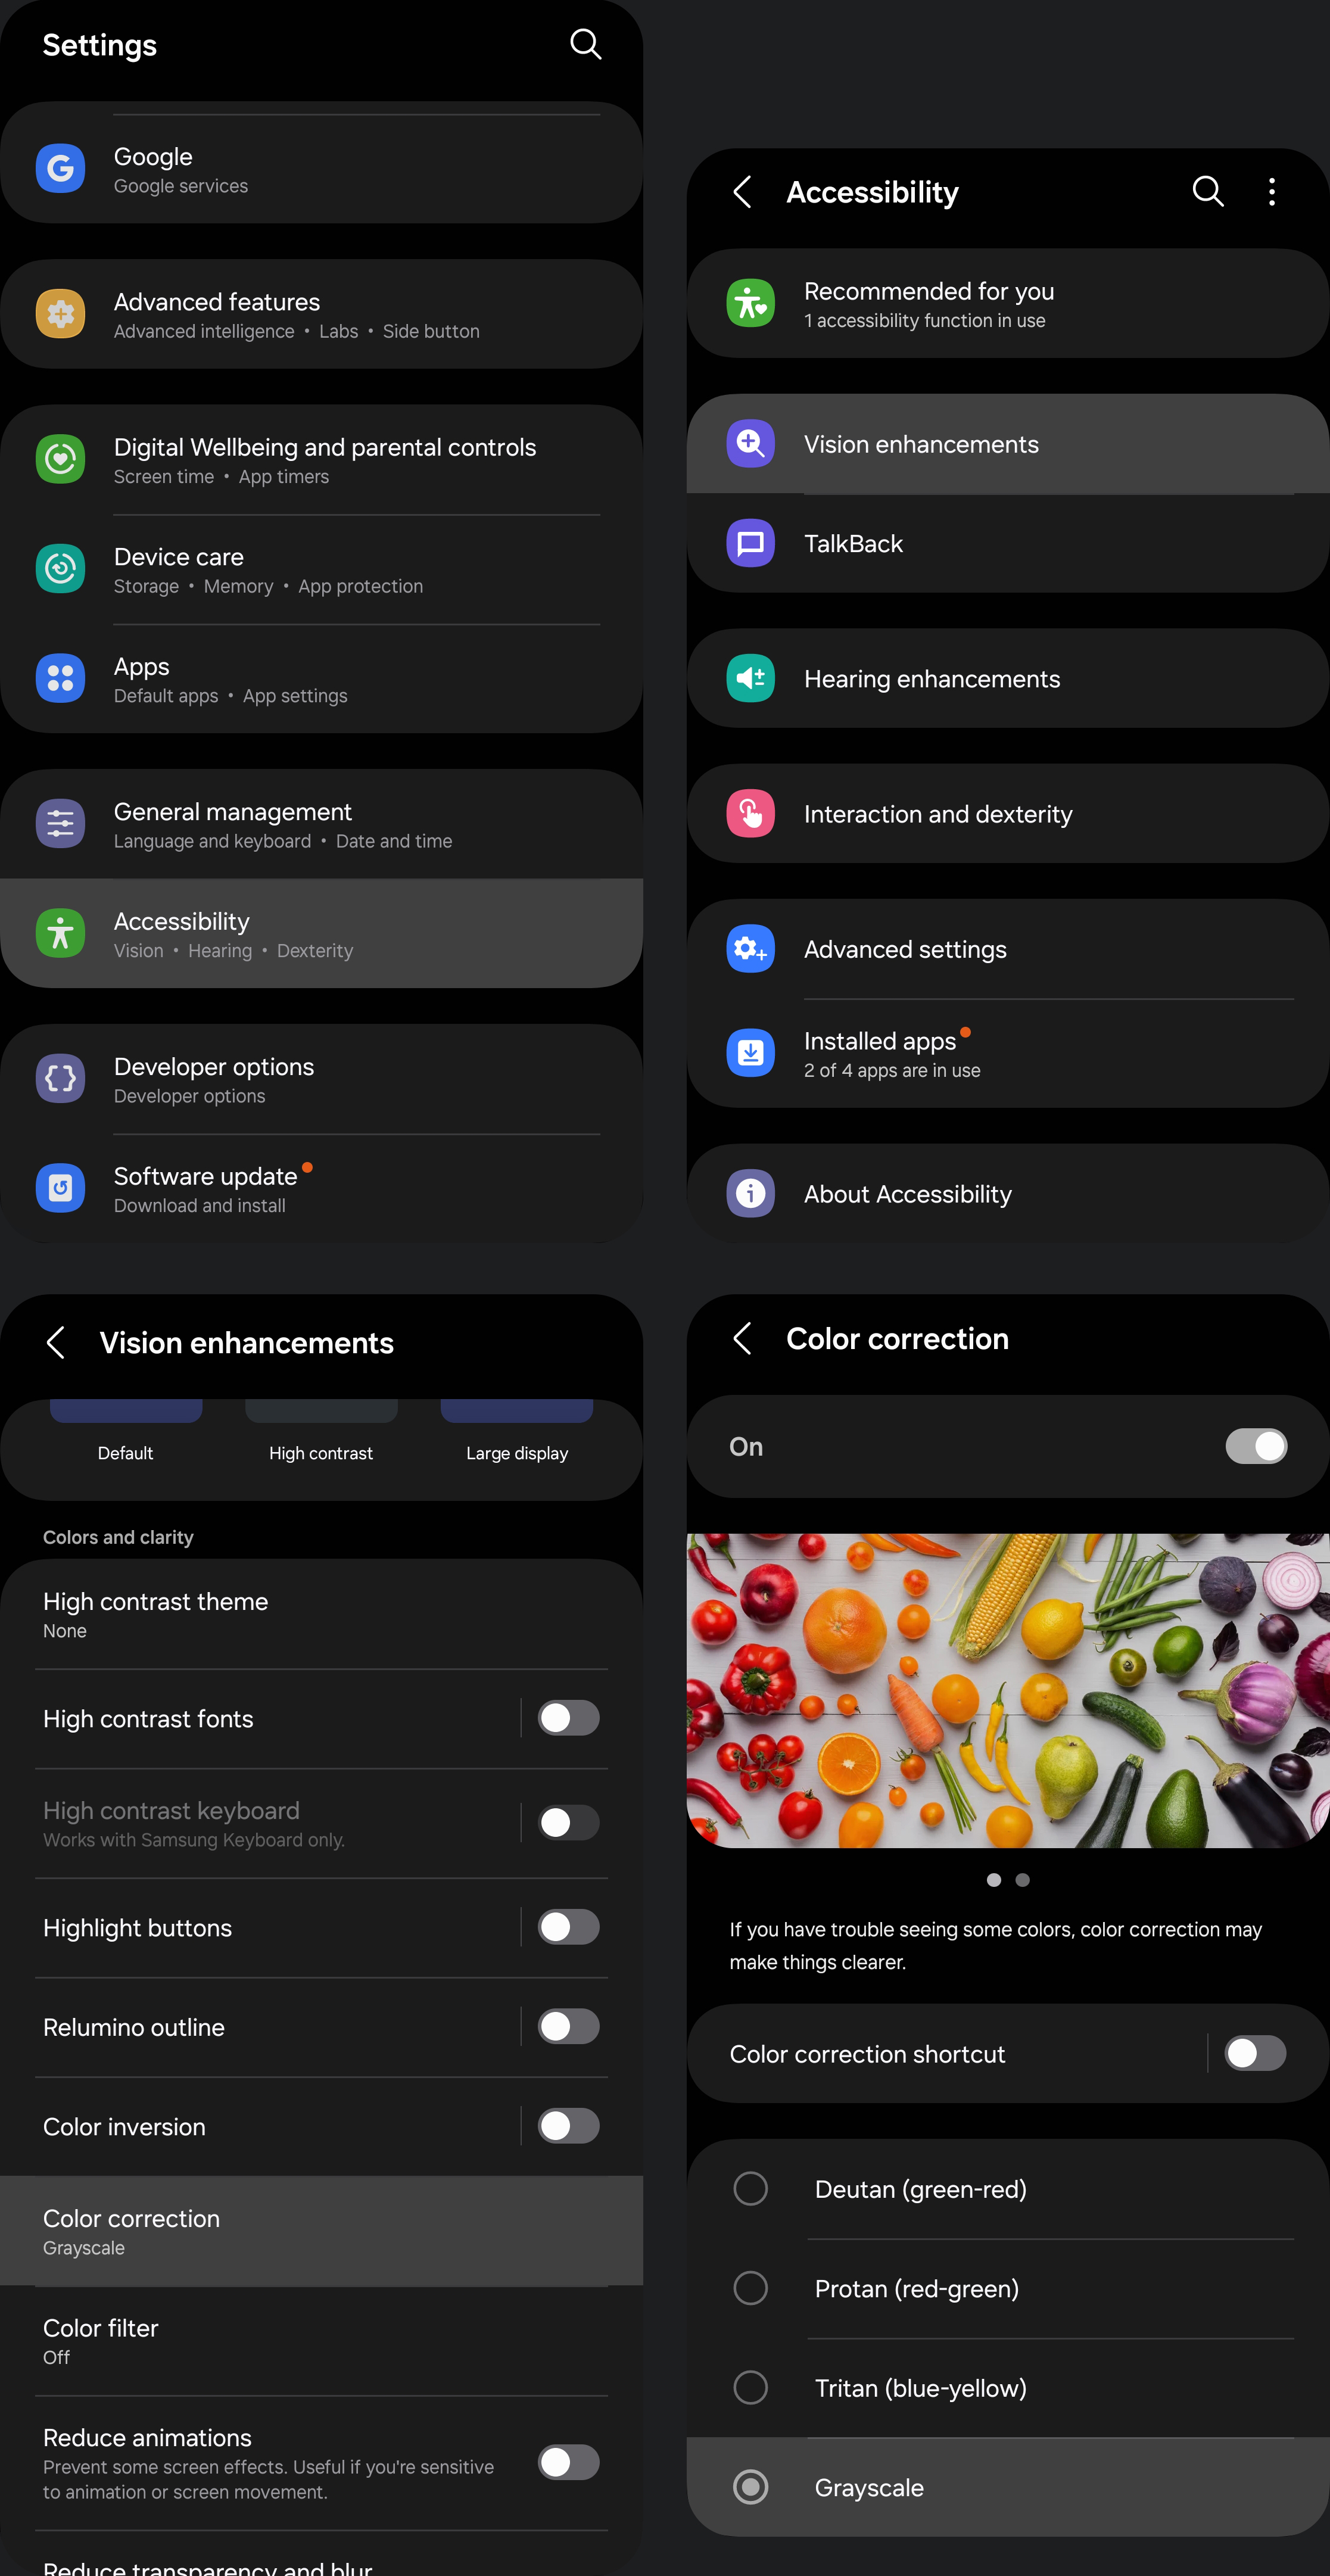 Settings
Google
Google services
Advanced features
Advanced intelligence • Labs • Side button
Digital Wellbeing and parental controls
Screen time • App timers
Device care
Storage • Memory • App protection
Apps
Default apps • App settings
General management
Language and keyboard • Date and time
Accessibility
Vision • Hearing • Dexterity
Developer options
Developer options
Software update
Download and install
Accessibility
Recommended for you
1 accessibility function in use
Vision enhancements
TalkBack
Hearing enhancements
Interaction and dexterity
Advanced settings
Installed apps
2 of 4 apps are in use
About Accessibility
Vision enhancements
Default
High contrast
Large display
Colors and clarity
High contrast theme
None
High contrast fonts
High contrast keyboard
Works with Samsung Keyboard only.
Highlight buttons
Relumino outline
Color inversion
Color correction
Grayscale
Color filter
Off
Reduce animations
Prevent some screen effects. Useful if you're sensitive
to animation or screen movement.
Reduce transparency and blur
Color correction
On
If you have trouble seeing some colors, color correction may
make things clearer.
Color correction shortcut
Deutan (green-red)
Protan (red-green)
Tritan (blue-yellow)
Grayscale